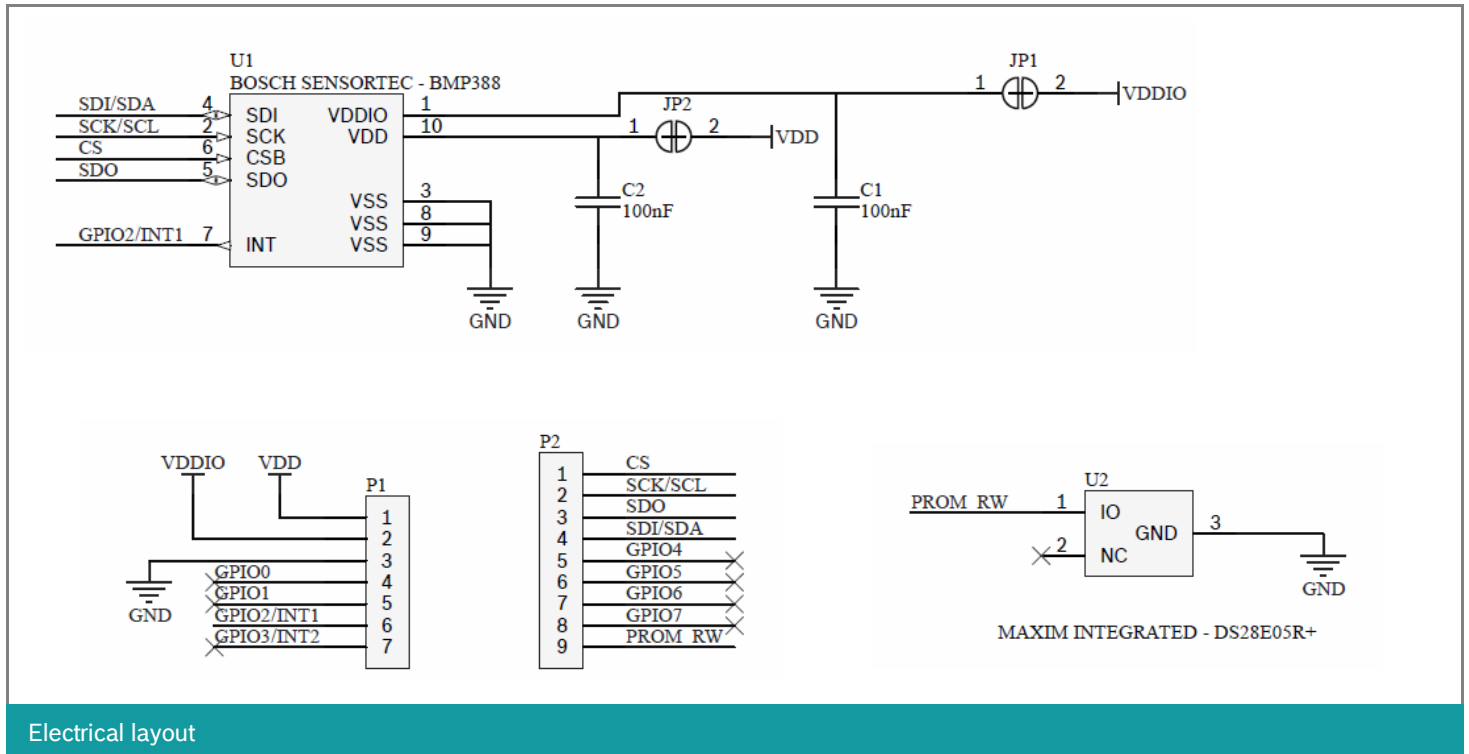 U1
BOSCH SENSORTEC - BMP388
SDI/SDA 4 SDI VDDIO 1
SCK/SCL 2 SCK VDD 10
CS 6 CSB
SDO 5 SDO
VSS 3
VSS 8
VSS 9
GPIO2/INT1 7 INT
GND
JP2
1 2 VDD
C2
100nF
GND
JP1
1 2 VDDIO
C1
100nF
GND
VDDIO VDD
P1
1
2
3
GPIO0 4
GPIO1 5
GPIO2/INT1 6
GPIO3/INT2 7
GND
P2
1 CS
2 SCK/SCL
3 SDO
4 SDI/SDA
5 GPIO4
6 GPIO5
7 GPIO6
8 GPIO7
9 PROM RW
U2
PROM RW 1 IO
GND 3
2 NC
GND
MAXIM INTEGRATED - DS28E05R+
Electrical layout